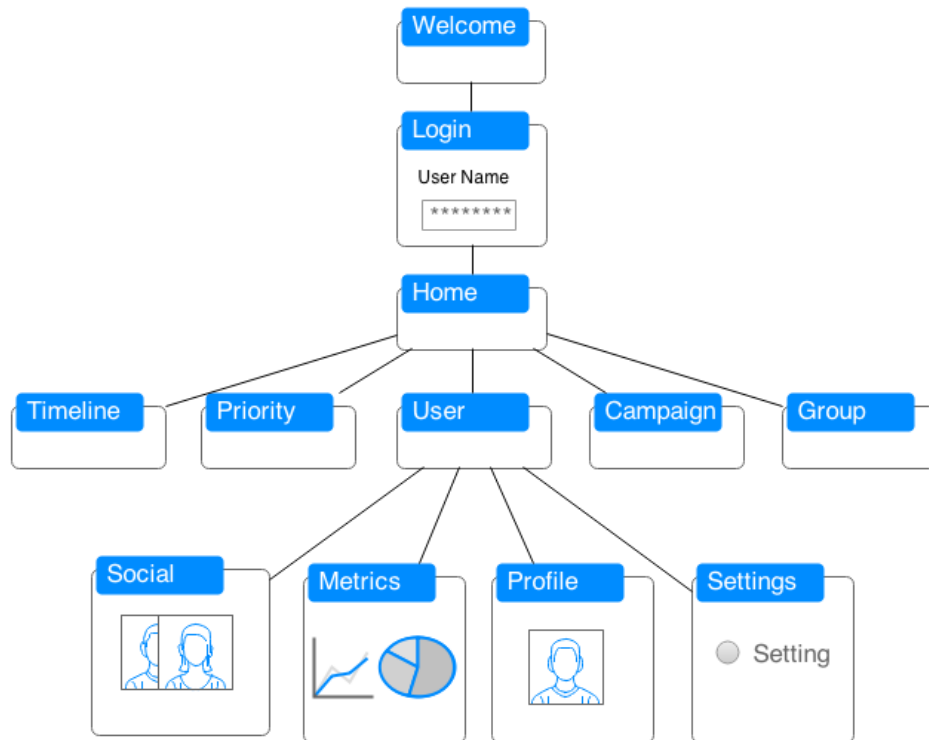 Welcome
Login
User Name
********
Home
Timeline
Priority
User
Campaign
Group
Social
Metrics
Profile
Settings
Setting